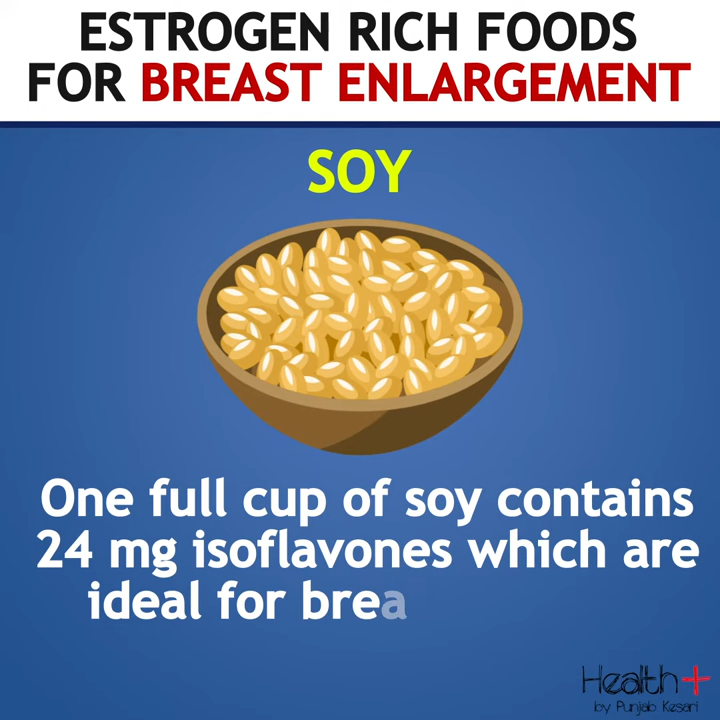 ESTROGEN RICH FOODS
FOR BREAST ENLARGEMENT
SOY
One full cup of soy contains
24 mg isoflavones which are
ideal for brea
Health+
by Punjab Kesari